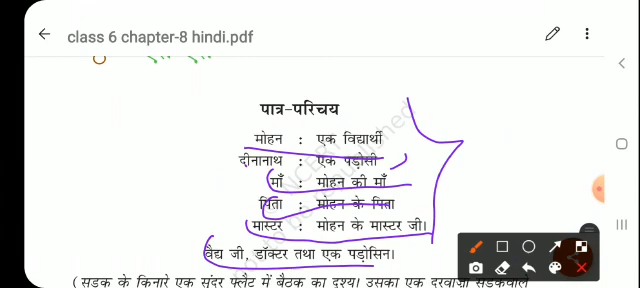 class 6 chapter-8 hindi.pdf
पात्र-परिचय
मोहन : एक विद्यार्थी
दीनानाथ : एक पड़ोसी
माँ : मोहन की माँ
पिता : मोहन के पिता
मास्टर : मोहन के मास्टर जी।
वैद्य जी, डॉक्टर तथा एक पड़ोसिन।
(सड़क के किनारे एक सुंदर फ्लैट में बैठक का दृश्य। उसका एक दरवाज़ा सड़कवाले